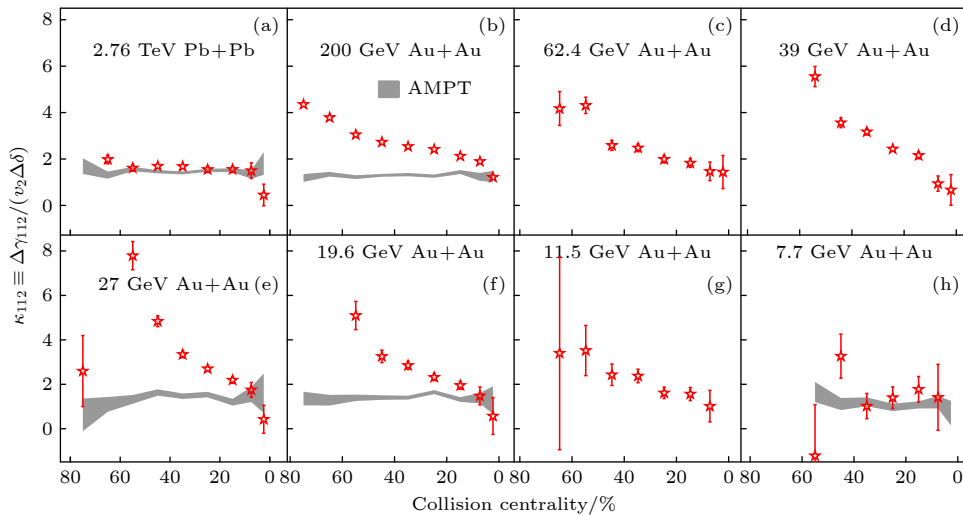 8
6
4
2
0
(a)
2.76 TeV Pb+Pb
(b)
200 GeV Au+Au
AMPT
(c)
62.4 GeV Au+Au
(d)
39 GeV Au+Au
κ₁₁₂ ≡ Δγ₁₁₂/(v₂Δδ)
8
6
4
2
0
27 GeV Au+Au (e)
19.6 GeV Au+Au
(f)
11.5 GeV Au+Au
(g)
7.7 GeV Au+Au
(h)
80 60 40 20 0 80 60 40 20 0 80 60 40 20 0 80 60 40 20 0
Collision centrality/%